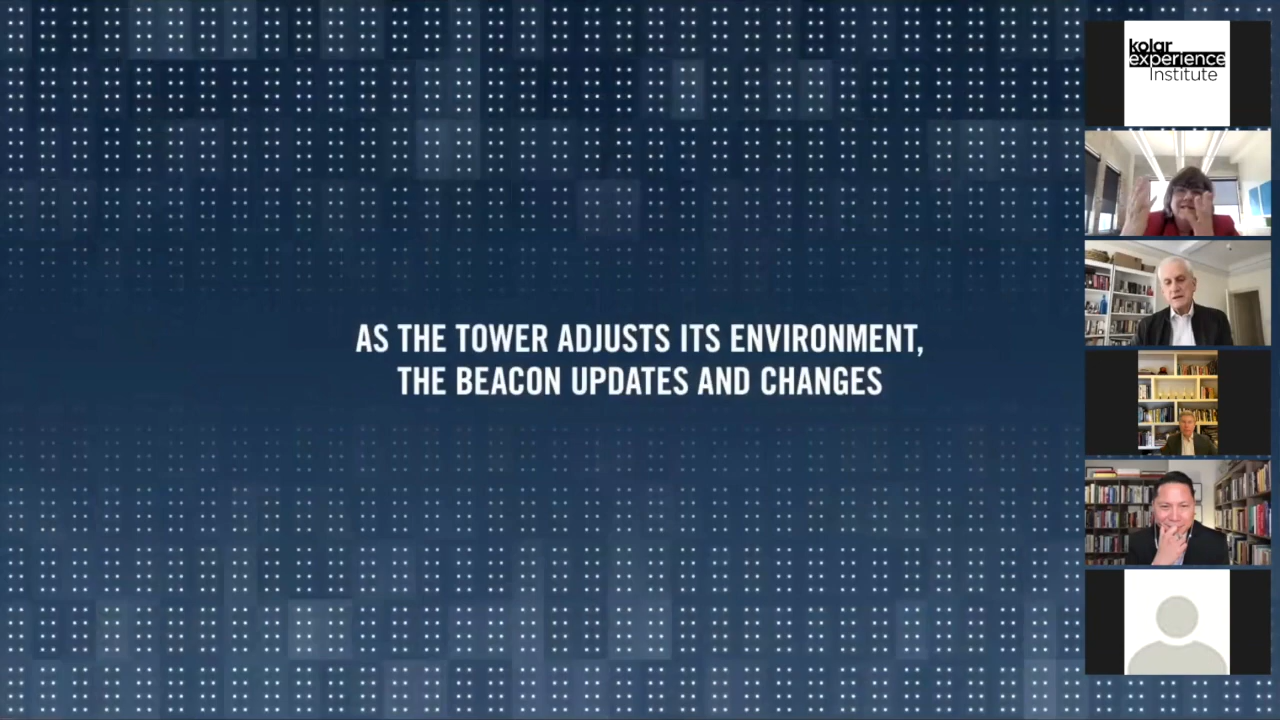 AS THE TOWER ADJUSTS ITS ENVIRONMENT,
THE BEACON UPDATES AND CHANGES
kolar
experience
Institute